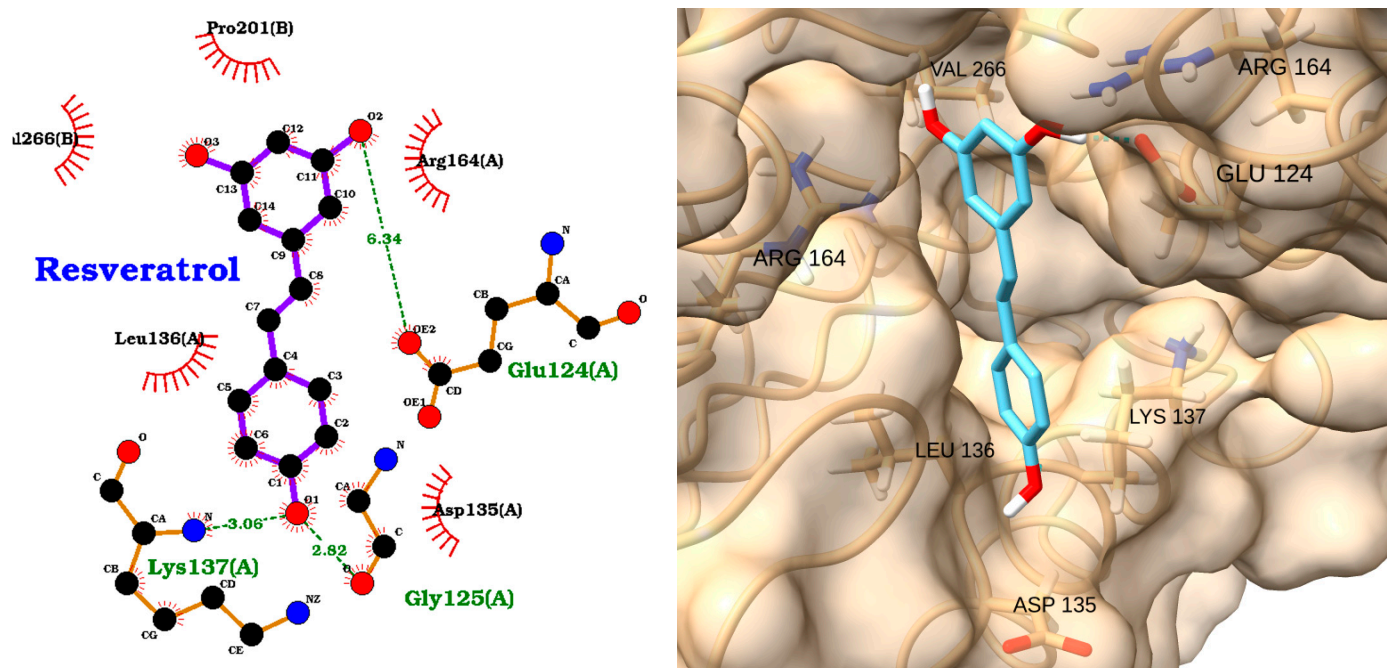 Pro201(B)
l266(B)
O3
C12
O2
C11
C13
Arg164(A)
C10
C14
C9
6.34
N
Resveratrol
C8
CA
O
C7
CB
Leu136(A)
OE2
C
C4
CG
Glu124(A)
CD
C3
C5
OE1
C2
C6
N
O
C1
CA
C
O1
Asp135(A)
CA
N
3.06
2.82
C
Lys137(A)
O
CB
CD
Gly125(A)
NZ
CG
CE
VAL 266
ARG 164
GLU 124
ARG 164
LYS 137
LEU 136
ASP 135